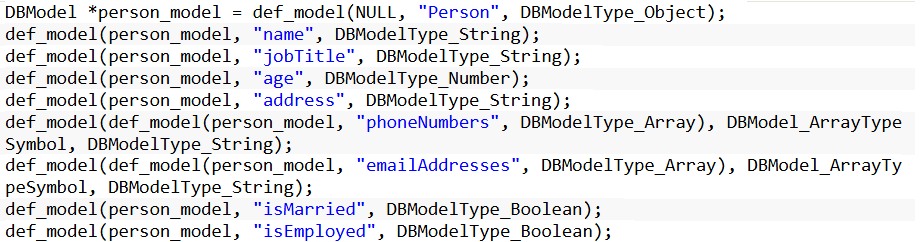 DBModel *person_model = def_model(NULL, "Person", DBModelType_Object);
def_model(person_model, "name", DBModelType_String);
def_model(person_model, "jobTitle", DBModelType_String);
def_model(person_model, "age", DBModelType_Number);
def_model(person_model, "address", DBModelType_String);
def_model(def_model(person_model, "phoneNumbers", DBModelType_Array), DBModel_ArrayType
Symbol, DBModelType_String);
def_model(def_model(person_model, "emailAddresses", DBModelType_Array), DBModel_ArrayTy
peSymbol, DBModelType_String);
def_model(person_model, "isMarried", DBModelType_Boolean);
def_model(person_model, "isEmployed", DBModelType_Boolean);